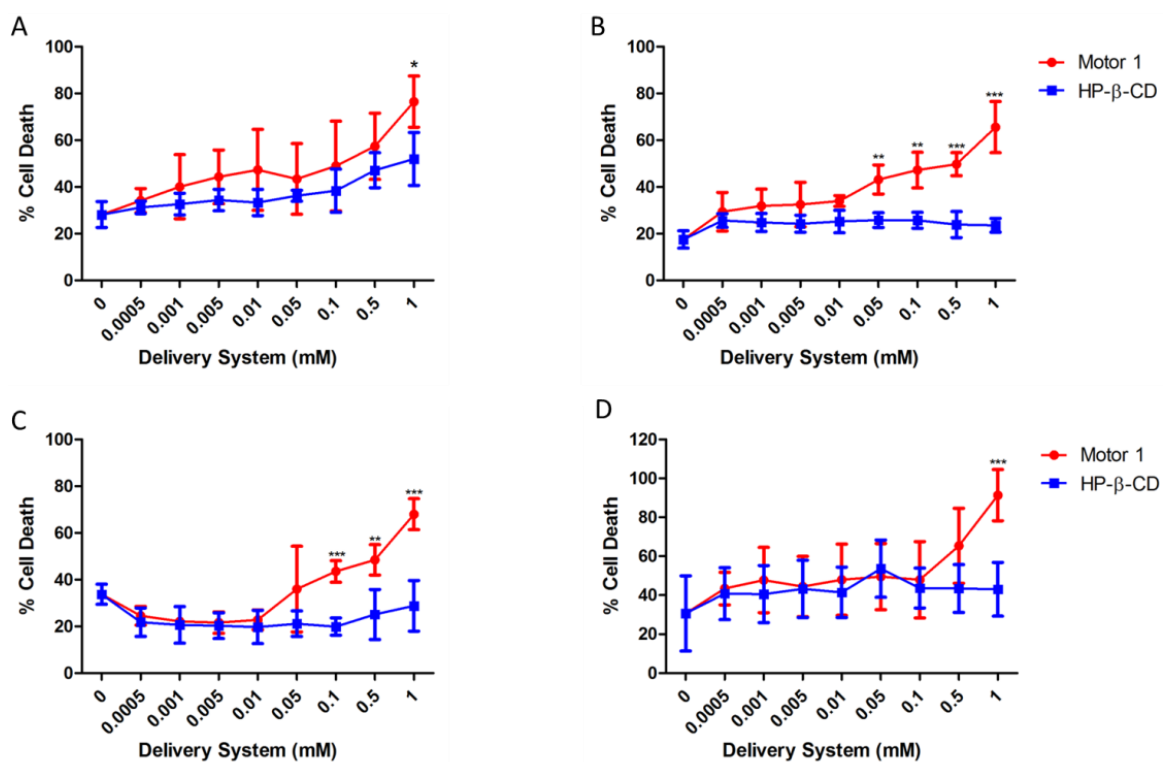 A
% Cell Death
100
80
60
40
20
0
*
0 0.0005 0.001 0.005 0.01 0.05 0.1 0.5 1
Delivery System (mM)
B
% Cell Death
100
80
60
40
20
0
** ** *** ***
0 0.0005 0.001 0.005 0.01 0.05 0.1 0.5 1
Delivery System (mM)
Motor 1
HP-β-CD
C
% Cell Death
100
80
60
40
20
0
*** ** ***
0 0.0005 0.001 0.005 0.01 0.05 0.1 0.5 1
Delivery System (mM)
D
% Cell Death
120
100
80
60
40
20
0
***
0 0.0005 0.001 0.005 0.01 0.05 0.1 0.5 1
Delivery System (mM)
Motor 1
HP-β-CD